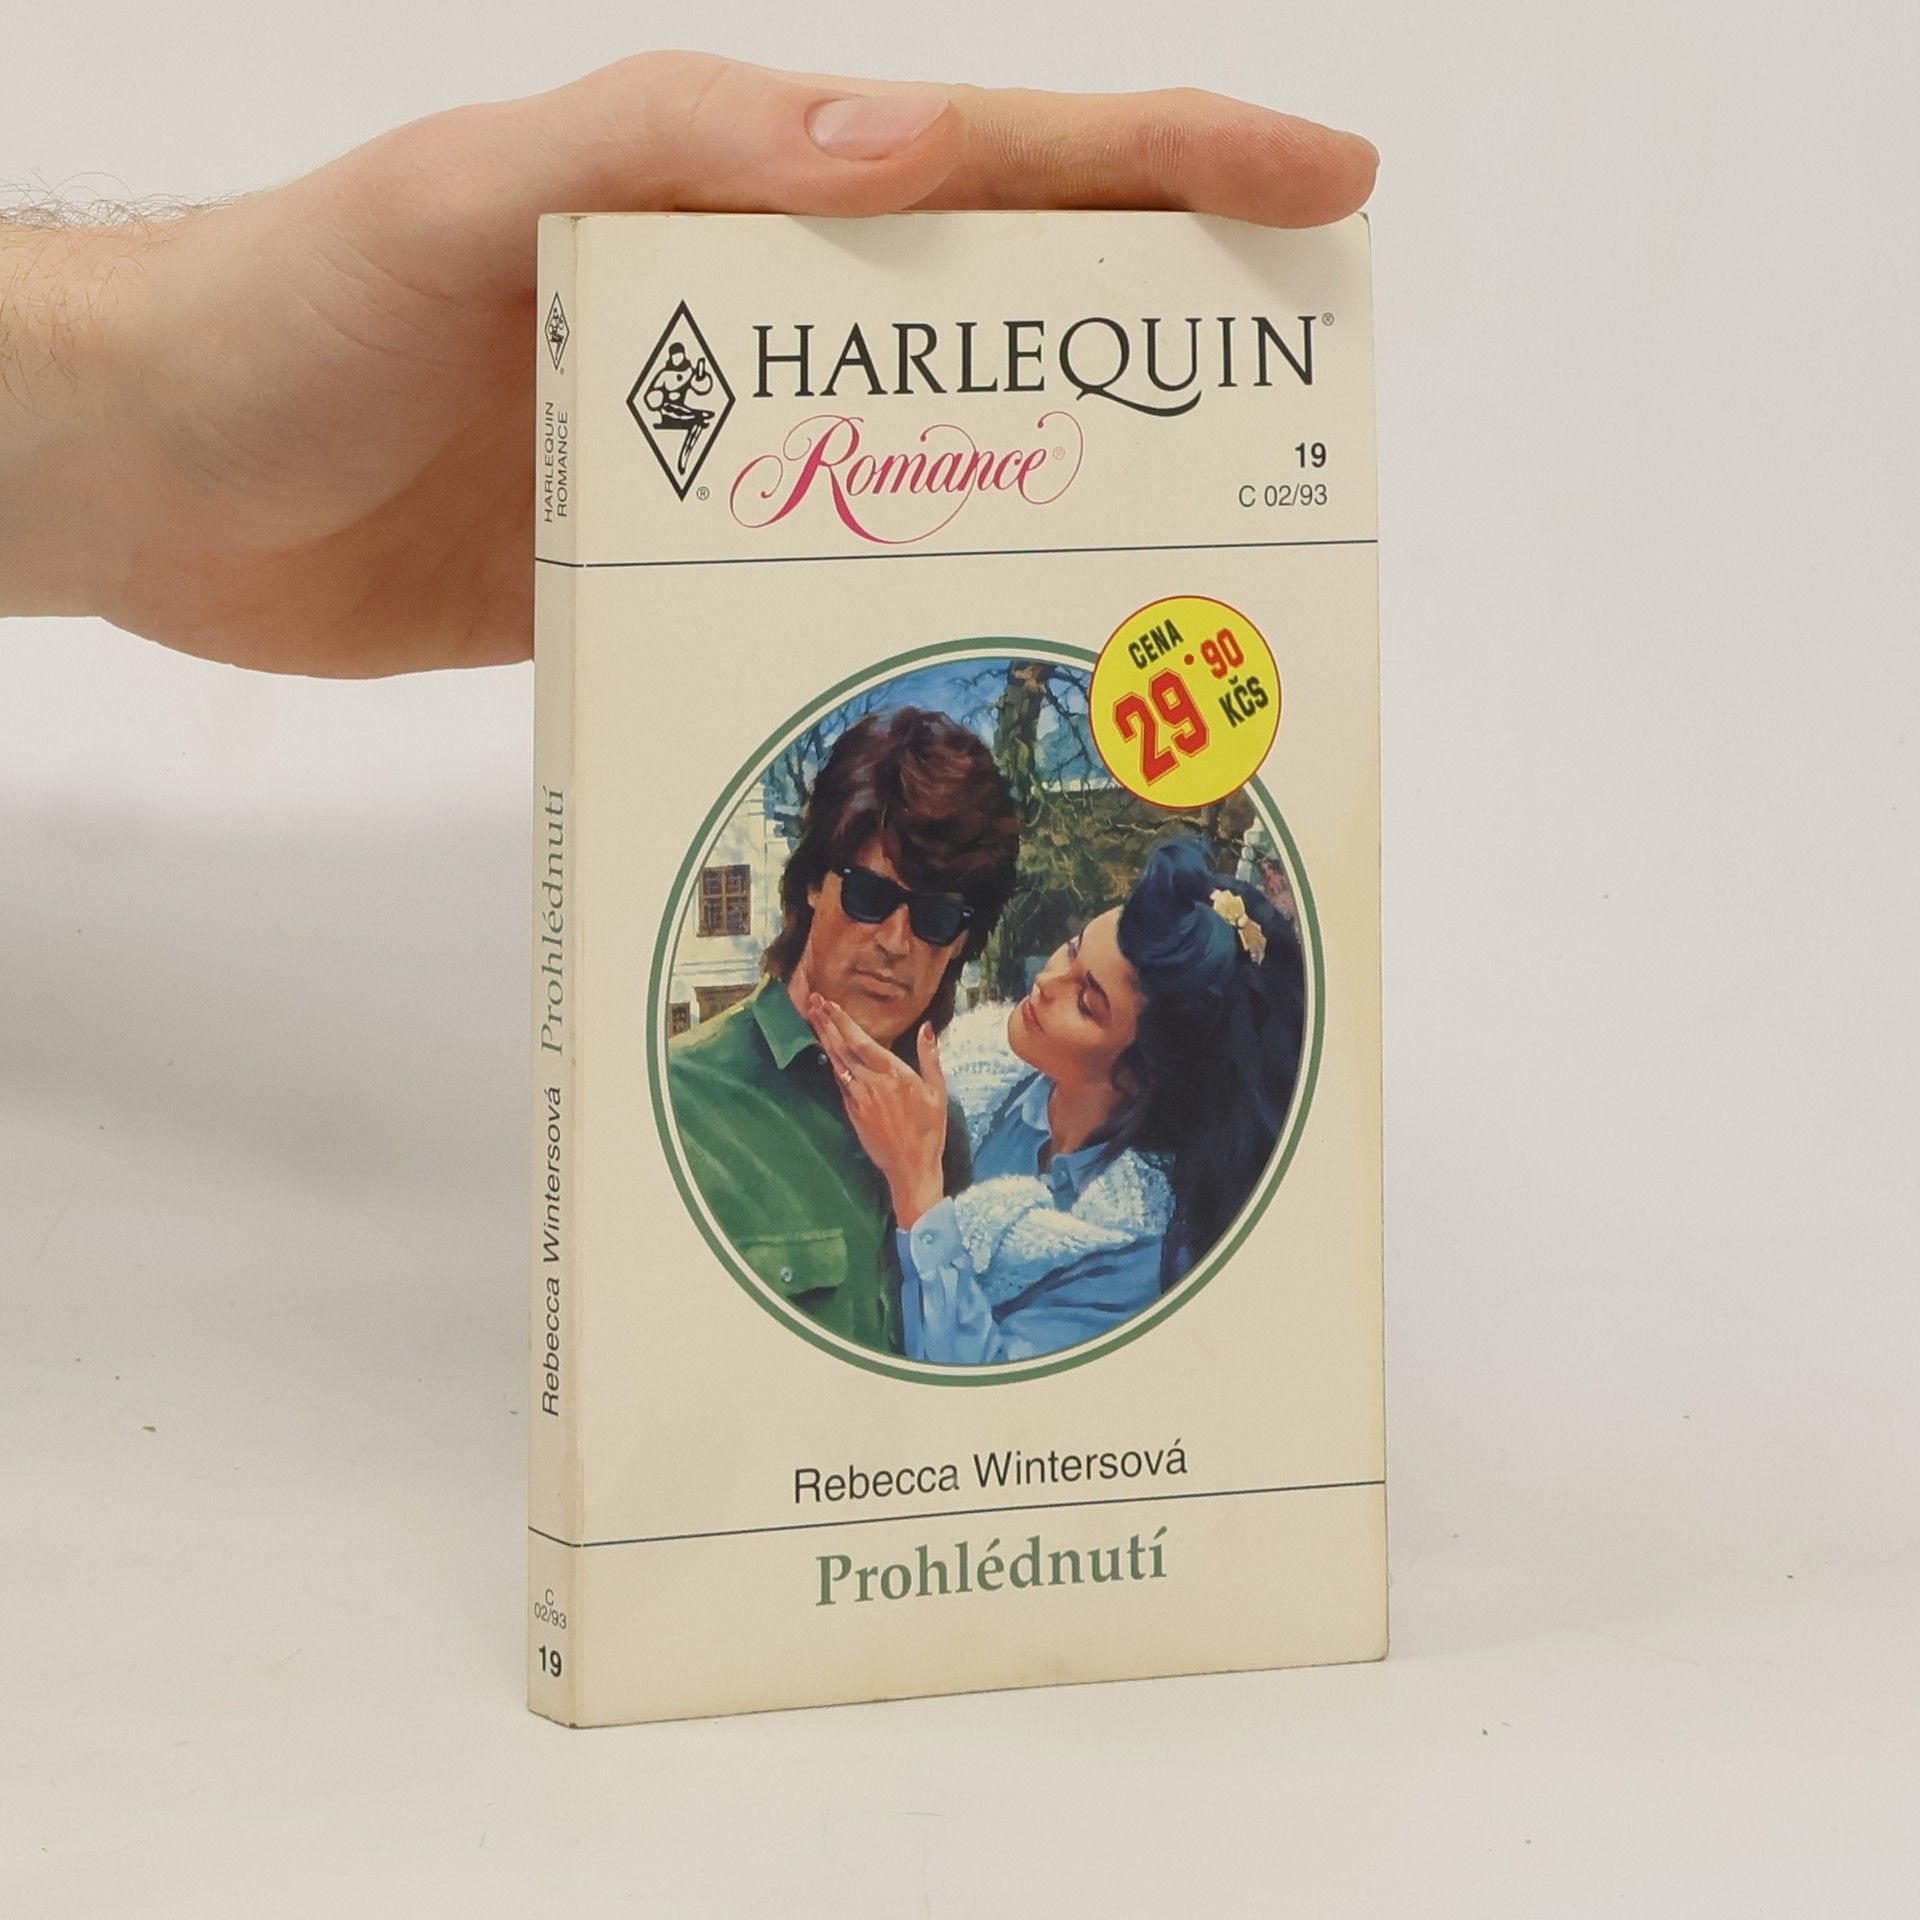 HARLEQUIN®
Romance®
®
19
C 02/93
CENA
29.90
KČS
Rebecca Wintersová
Prohlédnutí
®
HARLEQUIN
ROMANCE
Rebecca Wintersová Prohlédnutí
C
02/93
19